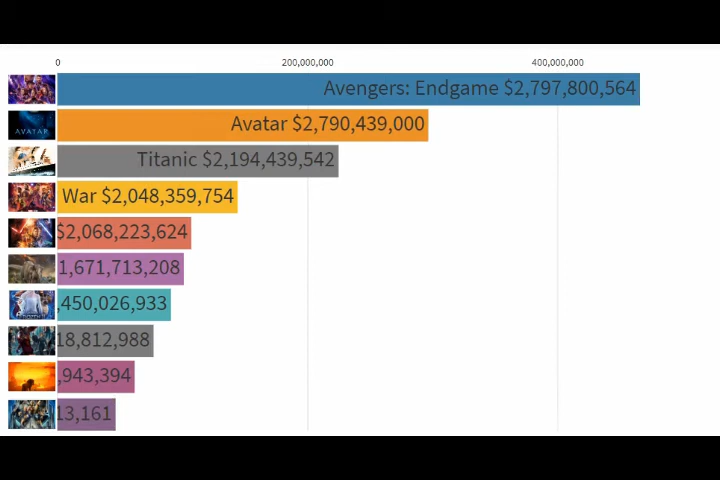 0 200,000,000 400,000,000
Avengers: Endgame $2,797,800,564
AVATAR
Avatar $2,790,439,000
Titanic $2,194,439,542
War $2,048,359,754
$2,068,223,624
1,671,713,208
,450,026,933
18,812,988
,943,394
13,161